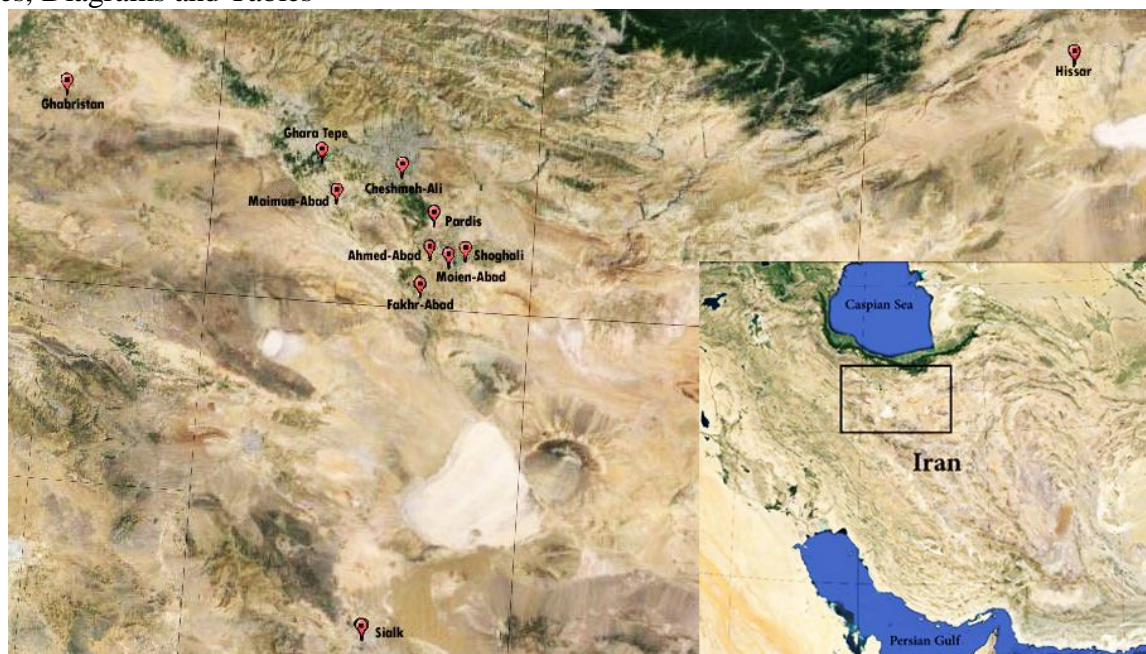 es, Diagrams and Tables
Hissar
Ghabristan
Ghara Tepe
Cheshmeh-Ali
Maimun-Abad
Pardis
Ahmed-Abad
Shoghali
Moien-Abad
Fakhr-Abad
Caspian Sea
Iran
Sialk
Persian Gulf